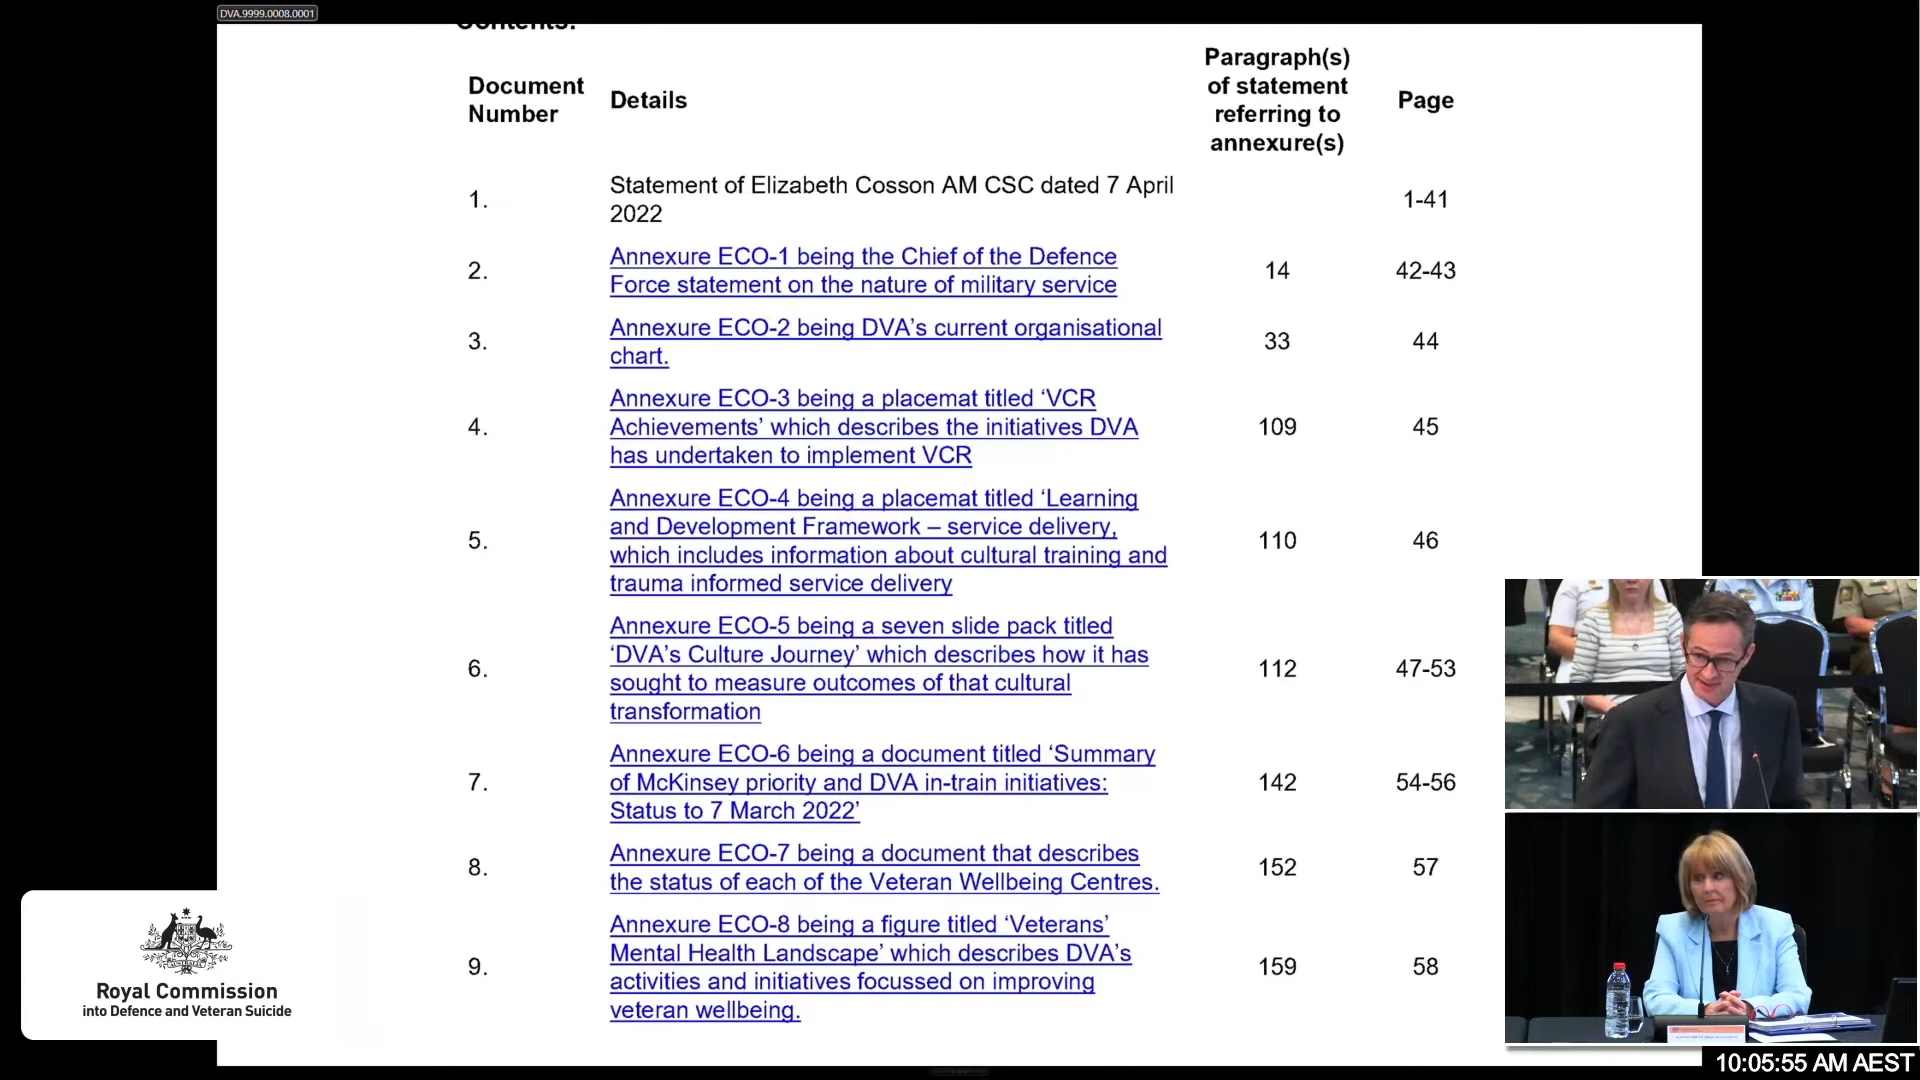 DVA.9999.0008.0001
Contents:
Document Number
Details
Paragraph(s) of statement referring to annexure(s)
Page
1.
Statement of Elizabeth Cosson AM CSC dated 7 April
2022
1-41
2.
Annexure ECO-1 being the Chief of the Defence
Force statement on the nature of military service
14
42-43
3.
Annexure ECO-2 being DVA’s current organisational
chart.
33
44
4.
Annexure ECO-3 being a placemat titled ‘VCR
Achievements’ which describes the initiatives DVA
has undertaken to implement VCR
109
45
5.
Annexure ECO-4 being a placemat titled ‘Learning
and Development Framework – service delivery,
which includes information about cultural training and
trauma informed service delivery
110
46
6.
Annexure ECO-5 being a seven slide pack titled
‘DVA’s Culture Journey’ which describes how it has
sought to measure outcomes of that cultural
transformation
112
47-53
7.
Annexure ECO-6 being a document titled ‘Summary
of McKinsey priority and DVA in-train initiatives:
Status to 7 March 2022’
142
54-56
8.
Annexure ECO-7 being a document that describes
the status of each of the Veteran Wellbeing Centres.
152
57
9.
Annexure ECO-8 being a figure titled ‘Veterans’
Mental Health Landscape’ which describes DVA’s
activities and initiatives focussed on improving
veteran wellbeing.
159
58
Royal Commission
into Defence and Veteran Suicide
10:05:55 AM AEST